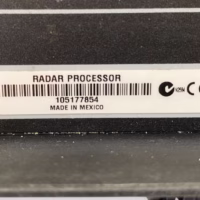 RADAR PROCESSOR
105177854
MADE IN MEXICO